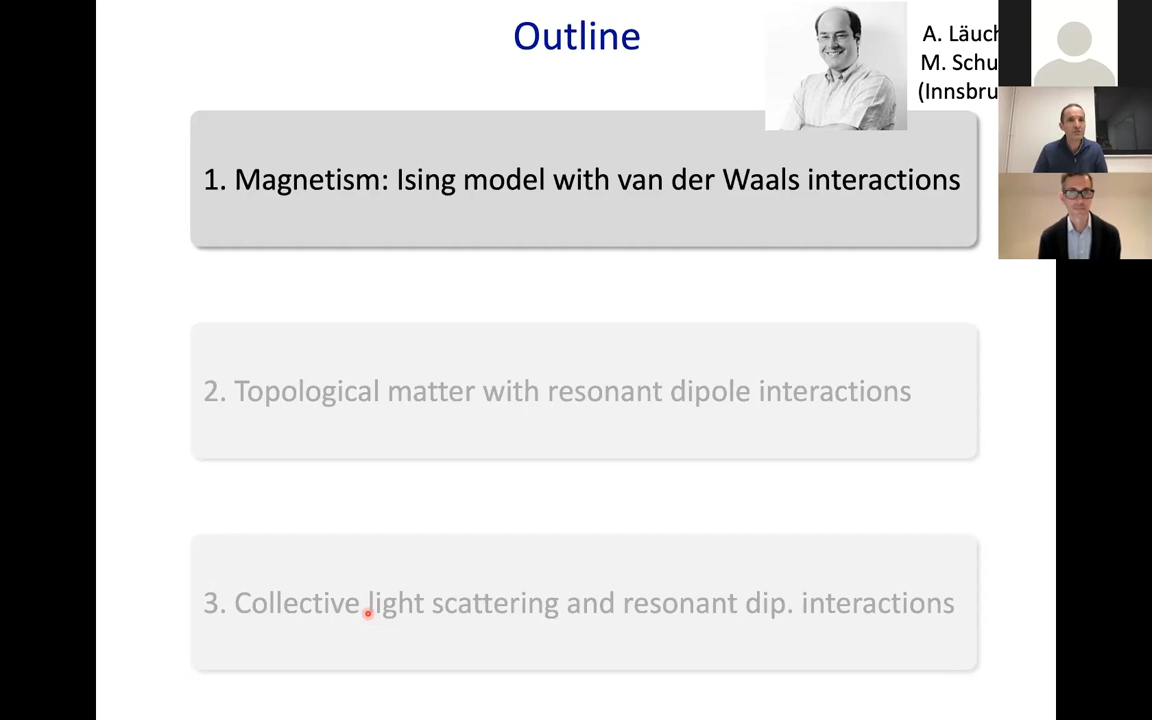 Outline
A. Läuch
M. Schu
(Innsbru
1. Magnetism: Ising model with van der Waals interactions
2. Topological matter with resonant dipole interactions
3. Collective light scattering and resonant dip. interactions